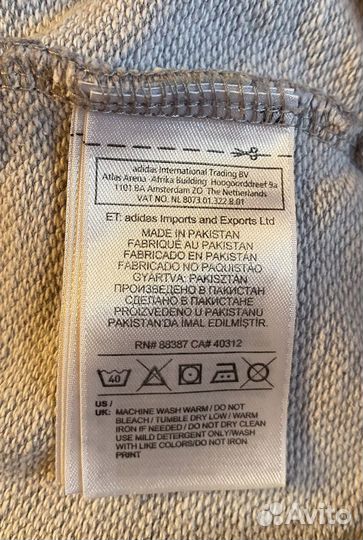 adidas International Trading BV
Atlas Arena - Afrika Building Hoogoorddreef 9a
1101 BA Amsterdam ZO The Netherlands
VAT NO. NL 8073.01.322.B.01
ET: adidas Imports and Exports Ltd
MADE IN PAKISTAN
FABRIQUÉ AU PAKISTAN
FABRICADO EN PAKISTÁN
FABRICADO NO PAQUISTÃO
GYÁRTVA: PAKISZTÁN
ПРОИЗВЕДЕНО В ПАКИСТАН
СДЕЛАНО В ПАКИСТАНЕ
PROIZVEDENO U PAKISTANU
PAKİSTAN'DA İMAL EDİLMİŞTİR.
RN# 88387 CA# 40312
40
US /
UK: MACHINE WASH WARM / DO NOT
BLEACH / TUMBLE DRY LOW / WARM
IRON IF NEEDED / DO NOT DRY CLEAN
USE MILD DETERGENT ONLY/WASH
WITH LIKE COLORS/DO NOT IRON
PRINT
Avito